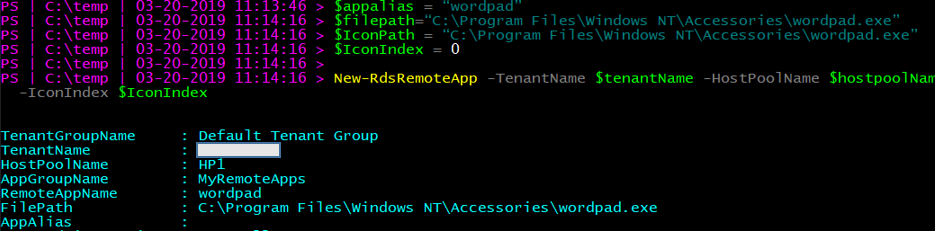 PS | C:\temp | 03-20-2019 11:13:46 > $appalias = "wordpad"
PS | C:\temp | 03-20-2019 11:14:16 > $filepath="C:\Program Files\Windows NT\Accessories\wordpad.exe"
PS | C:\temp | 03-20-2019 11:14:16 > $IconPath = "C:\Program Files\Windows NT\Accessories\wordpad.exe"
PS | C:\temp | 03-20-2019 11:14:16 > $IconIndex = 0
PS | C:\temp | 03-20-2019 11:14:16 >
PS | C:\temp | 03-20-2019 11:14:16 > New-RdsRemoteApp -TenantName $tenantName -HostPoolName $hostpoolNam
-IconIndex $IconIndex
TenantGroupName : Default Tenant Group
TenantName :
HostPoolName : HP1
AppGroupName : MyRemoteApps
RemoteAppName : wordpad
FilePath : C:\Program Files\Windows NT\Accessories\wordpad.exe
AppAlias :